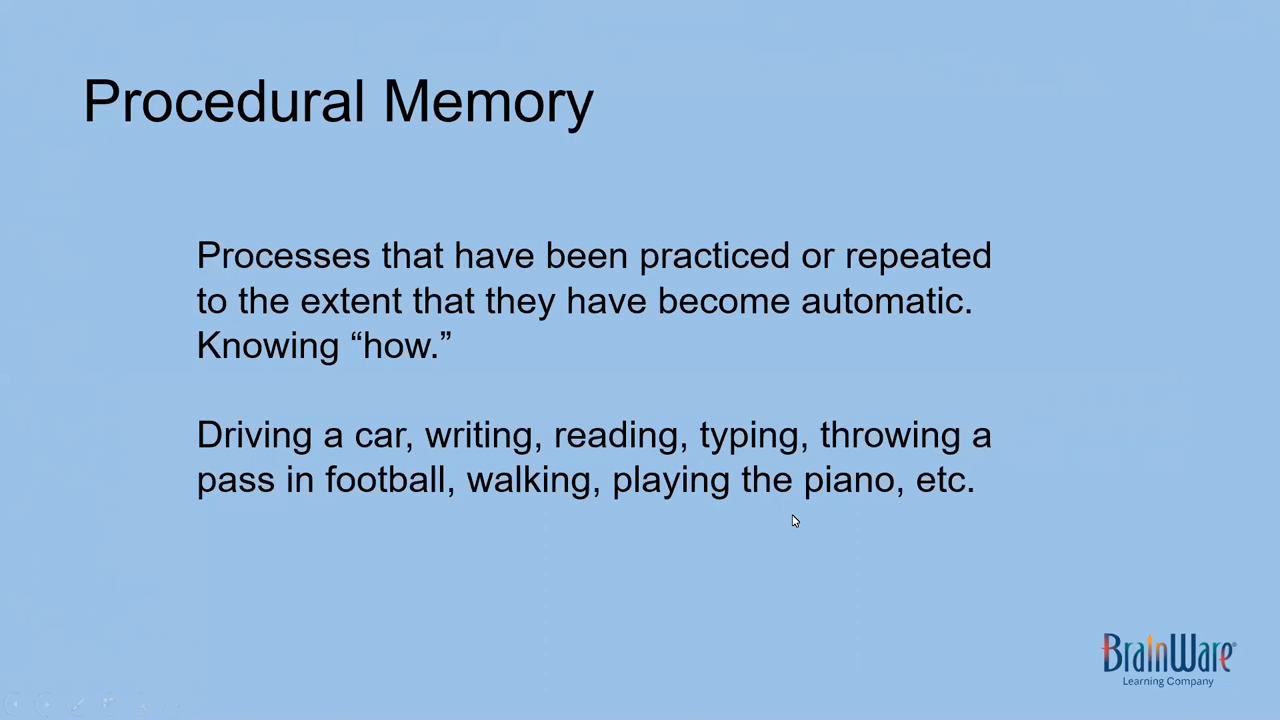 Procedural Memory
Processes that have been practiced or repeated
to the extent that they have become automatic.
Knowing “how.”
Driving a car, writing, reading, typing, throwing a
pass in football, walking, playing the piano, etc.
BrainWare®
Learning Company